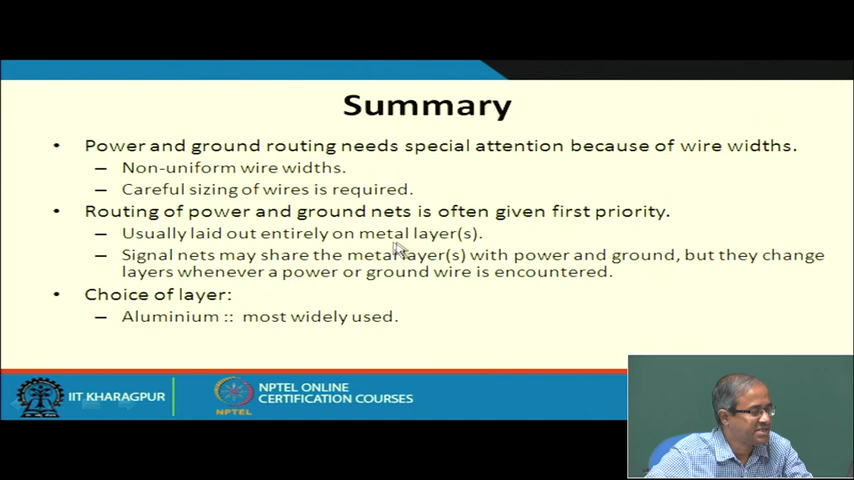 Summary
• Power and ground routing needs special attention because of wire widths.
– Non-uniform wire widths.
– Careful sizing of wires is required.
• Routing of power and ground nets is often given first priority.
– Usually laid out entirely on metal layer(s).
– Signal nets may share the metal layer(s) with power and ground, but they change
layers whenever a power or ground wire is encountered.
• Choice of layer:
– Aluminium :: most widely used.
IIT KHARAGPUR
NPTEL
NPTEL ONLINE
CERTIFICATION COURSES